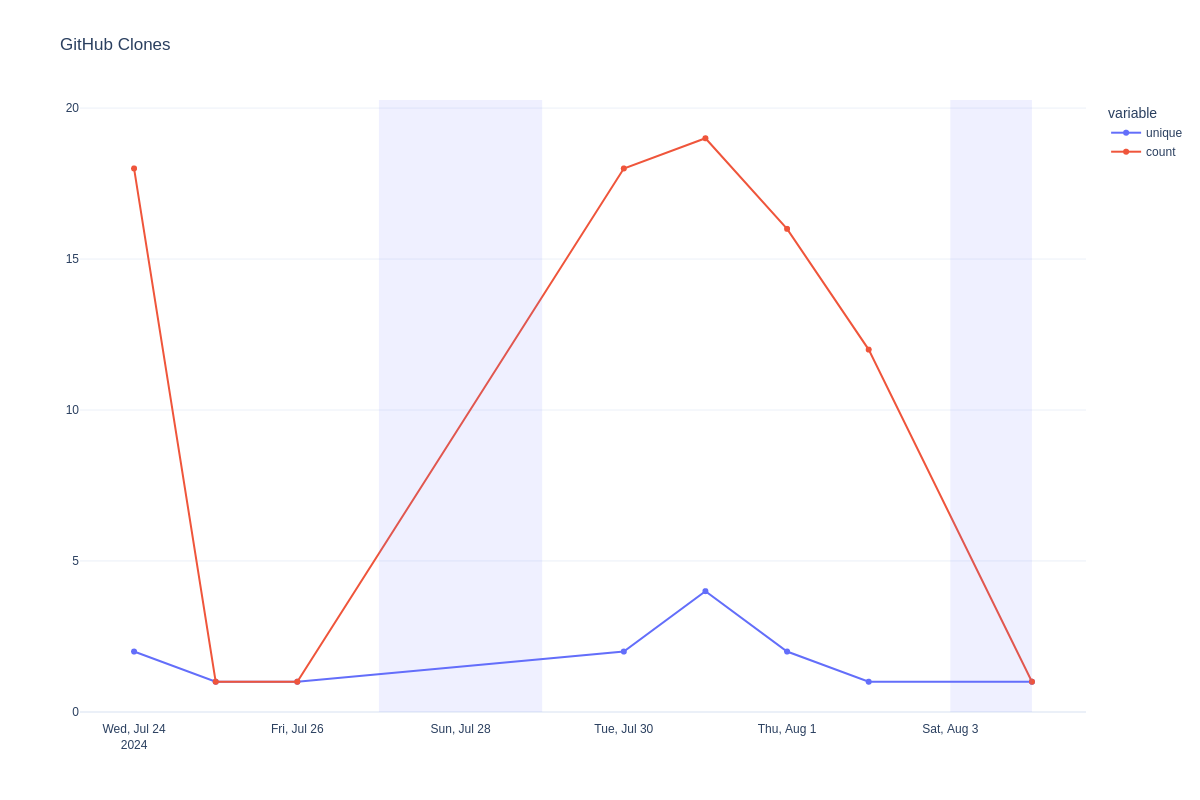 GitHub Clones
20
15
10
5
0
Wed, Jul 24
2024
Fri, Jul 26
Sun, Jul 28
Tue, Jul 30
Thu, Aug 1
Sat, Aug 3
variable
unique
count